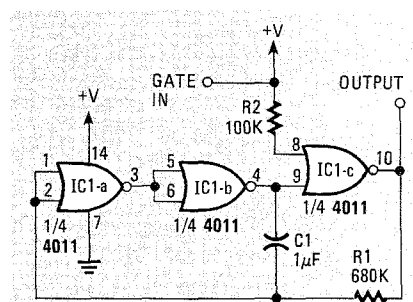 +V
GATE
IN
OUTPUT
+V
R2
100K
1
2
14
IC1-a
3
7
1/4 4011
5
6
IC1-b
4
1/4 4011
8
9
IC1-c
10
1/4 4011
C1
1μF
R1
680K